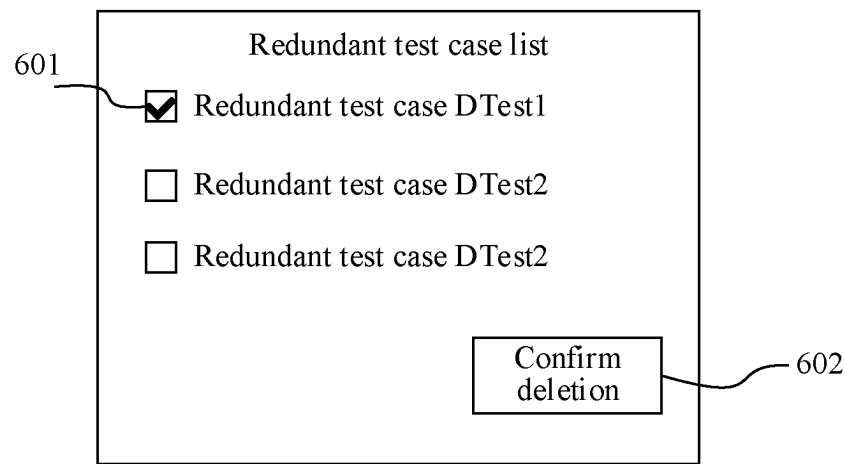 Redundant test case list
601
Redundant test case DTest1
Redundant test case DTest2
Redundant test case DTest2
Confirm
deletion
602